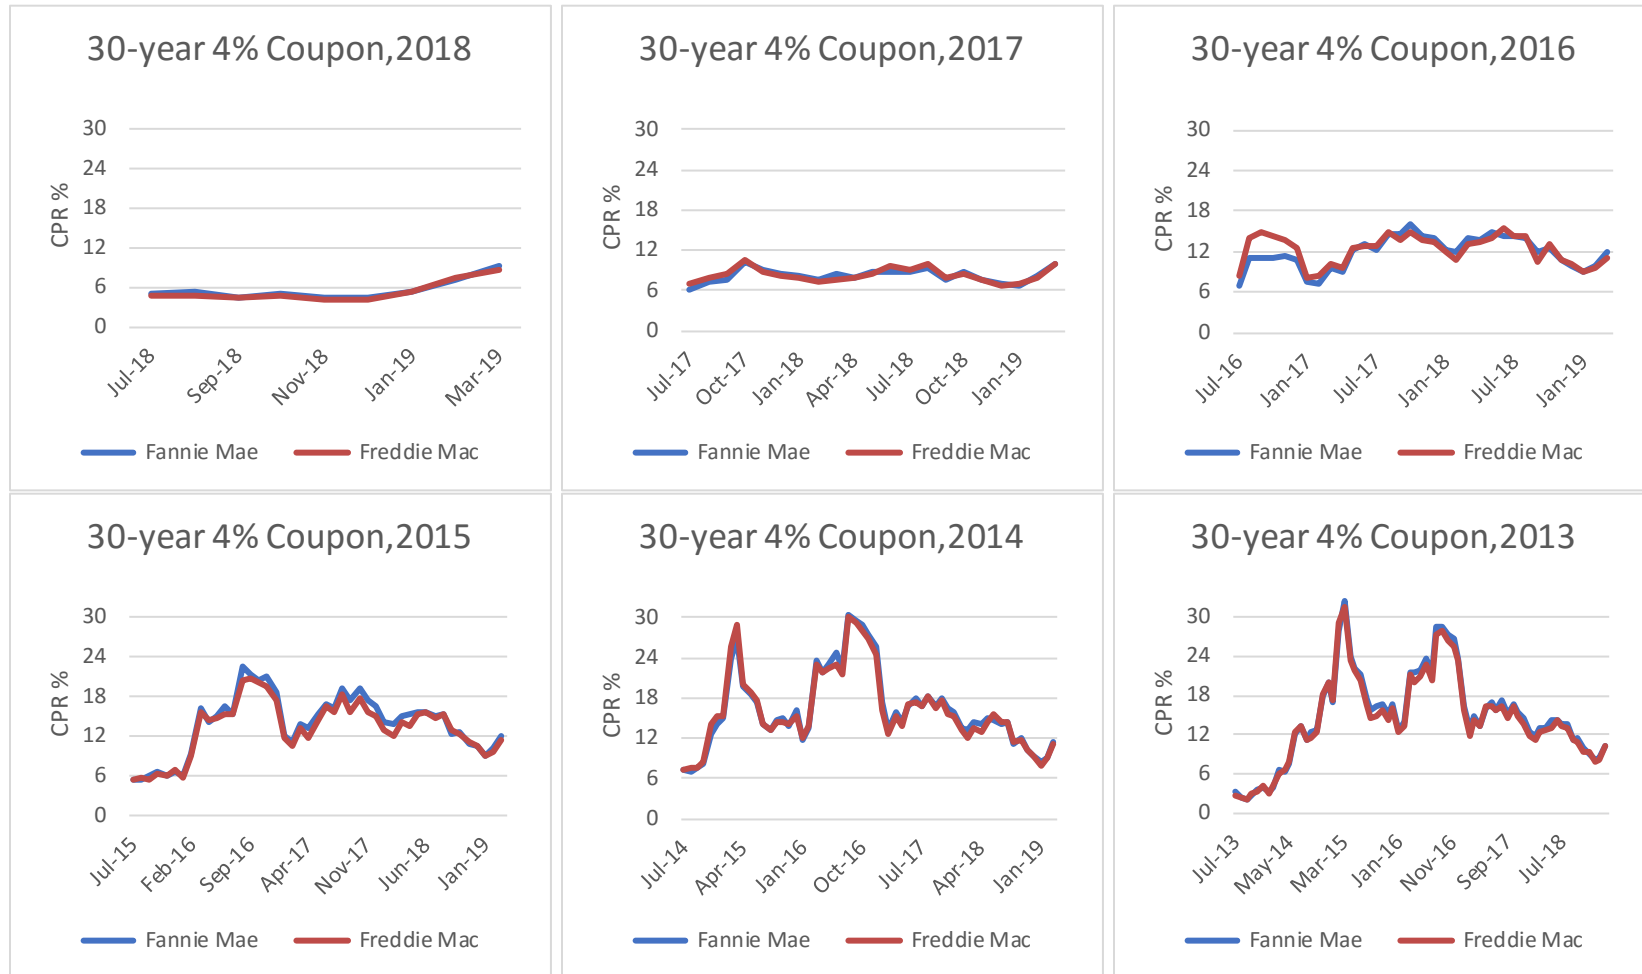 30-year 4% Coupon,2018
CPR %
30
24
18
12
6
0
Jul-18
Sep-18
Nov-18
Jan-19
Mar-19
Fannie Mae
Freddie Mac
30-year 4% Coupon,2017
CPR %
30
24
18
12
6
0
Jul-17
Oct-17
Jan-18
Apr-18
Jul-18
Oct-18
Jan-19
Fannie Mae
Freddie Mac
30-year 4% Coupon,2016
CPR %
30
24
18
12
6
0
Jul-16
Jan-17
Jul-17
Jan-18
Jul-18
Jan-19
Fannie Mae
Freddie Mac
30-year 4% Coupon,2015
CPR %
30
24
18
12
6
0
Jul-15
Feb-16
Sep-16
Apr-17
Nov-17
Jun-18
Jan-19
Fannie Mae
Freddie Mac
30-year 4% Coupon,2014
CPR %
30
24
18
12
6
0
Jul-14
Apr-15
Jan-16
Oct-16
Jul-17
Apr-18
Jan-19
Fannie Mae
Freddie Mac
30-year 4% Coupon,2013
CPR %
30
24
18
12
6
0
Jul-13
May-14
Mar-15
Jan-16
Nov-16
Sep-17
Jul-18
Fannie Mae
Freddie Mac